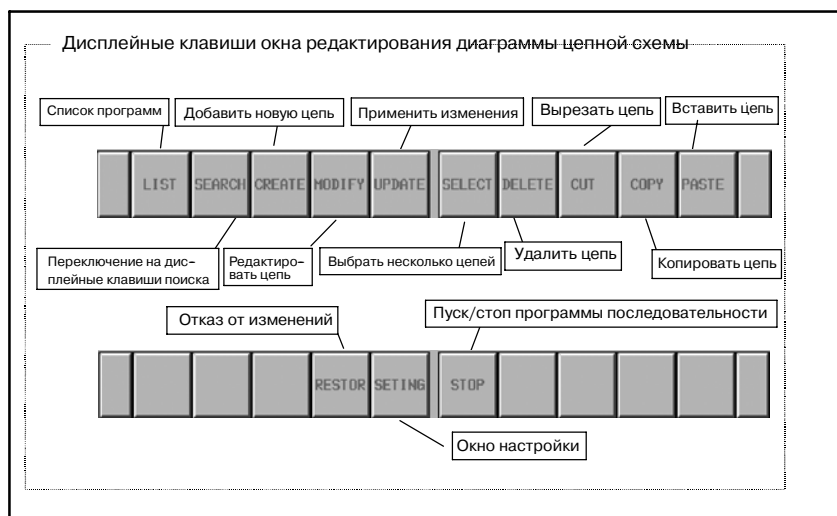 Дисплейные клавиши окна редактирования диаграммы цепной схемы
Список программ
Добавить новую цепь
Применить изменения
Вырезать цепь
Вставить цепь
LIST SEARCH CREATE MODIFY UPDATE SELECT DELETE CUT COPY PASTE
Переключение на дис-
плейные клавиши поиска
Редактиро-
вать цепь
Выбрать несколько цепей
Удалить цепь
Копировать цепь
Отказ от изменений
Пуск/стоп программы последовательности
RESTOR SETING STOP
Окно настройки